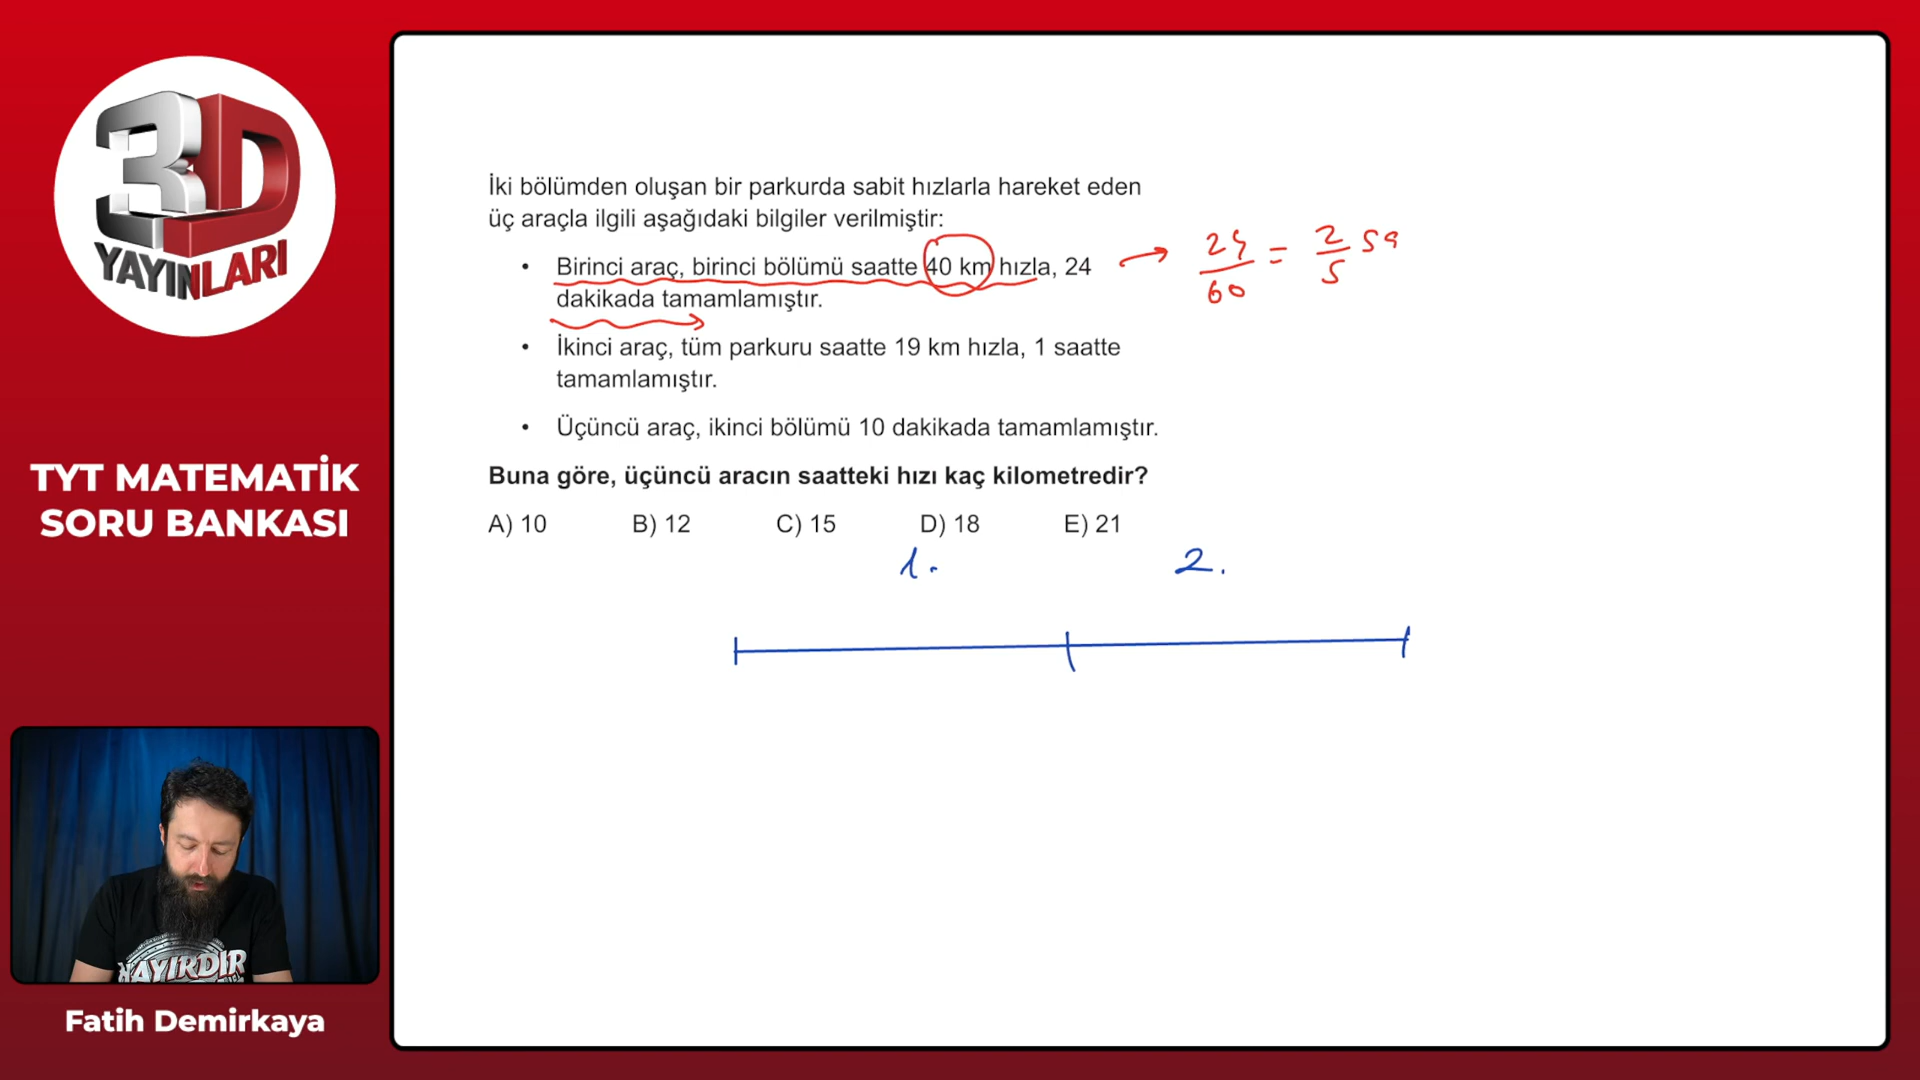 3D
YAYINLARI
TYT MATEMATİK
SORU BANKASI
İki bölümden oluşan bir parkurda sabit hızlarla hareket eden
üç araçla ilgili aşağıdaki bilgiler verilmiştir:
• Birinci araç, birinci bölümü saatte 40 km hızla, 24
dakikada tamamlamıştır.
24/60 = 2/5 sa
• İkinci araç, tüm parkuru saatte 19 km hızla, 1 saatte
tamamlamıştır.
• Üçüncü araç, ikinci bölümü 10 dakikada tamamlamıştır.
Buna göre, üçüncü aracın saatteki hızı kaç kilometredir?
A) 10 B) 12 C) 15 D) 18 E) 21
1. 2.
HAYIRDIR
Fatih Demirkaya